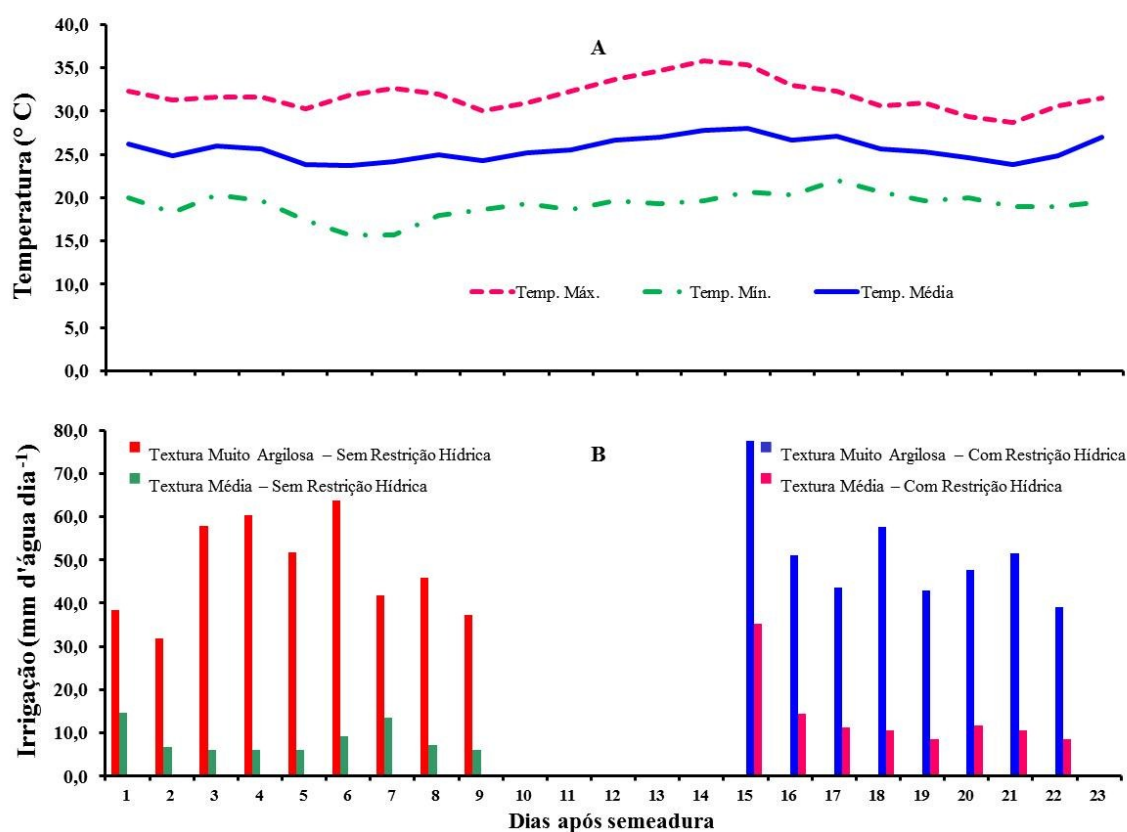 40,0
35,0
30,0
25,0
20,0
15,0
10,0
5,0
0,0
Temperatura (° C)
A
Temp. Máx.
Temp. Mín.
Temp. Média
80,0
70,0
60,0
50,0
40,0
30,0
20,0
10,0
0,0
Irrigação (mm d'água dia-1)
Textura Muito Argilosa – Sem Restrição Hídrica
Textura Média – Sem Restrição Hídrica
B
Textura Muito Argilosa – Com Restrição Hídrica
Textura Média – Com Restrição Hídrica
1 2 3 4 5 6 7 8 9 10 11 12 13 14 15 16 17 18 19 20 21 22 23
Dias após semeadura